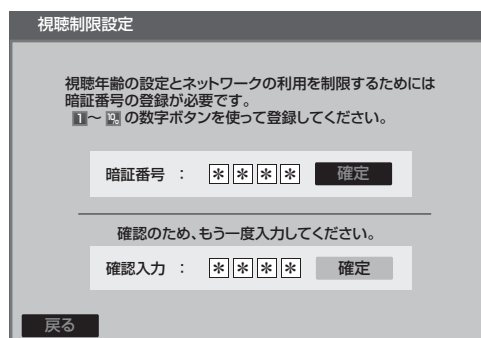 視聴制限設定
視聴年齢の設定とネットワークの利用を制限するためには
暗証番号の登録が必要です。
1～10の数字ボタンを使って登録してください。
暗証番号 ： ＊＊＊＊ 確定
確認のため、もう一度入力してください。
確認入力 ： ＊＊＊＊ 確定
戻る